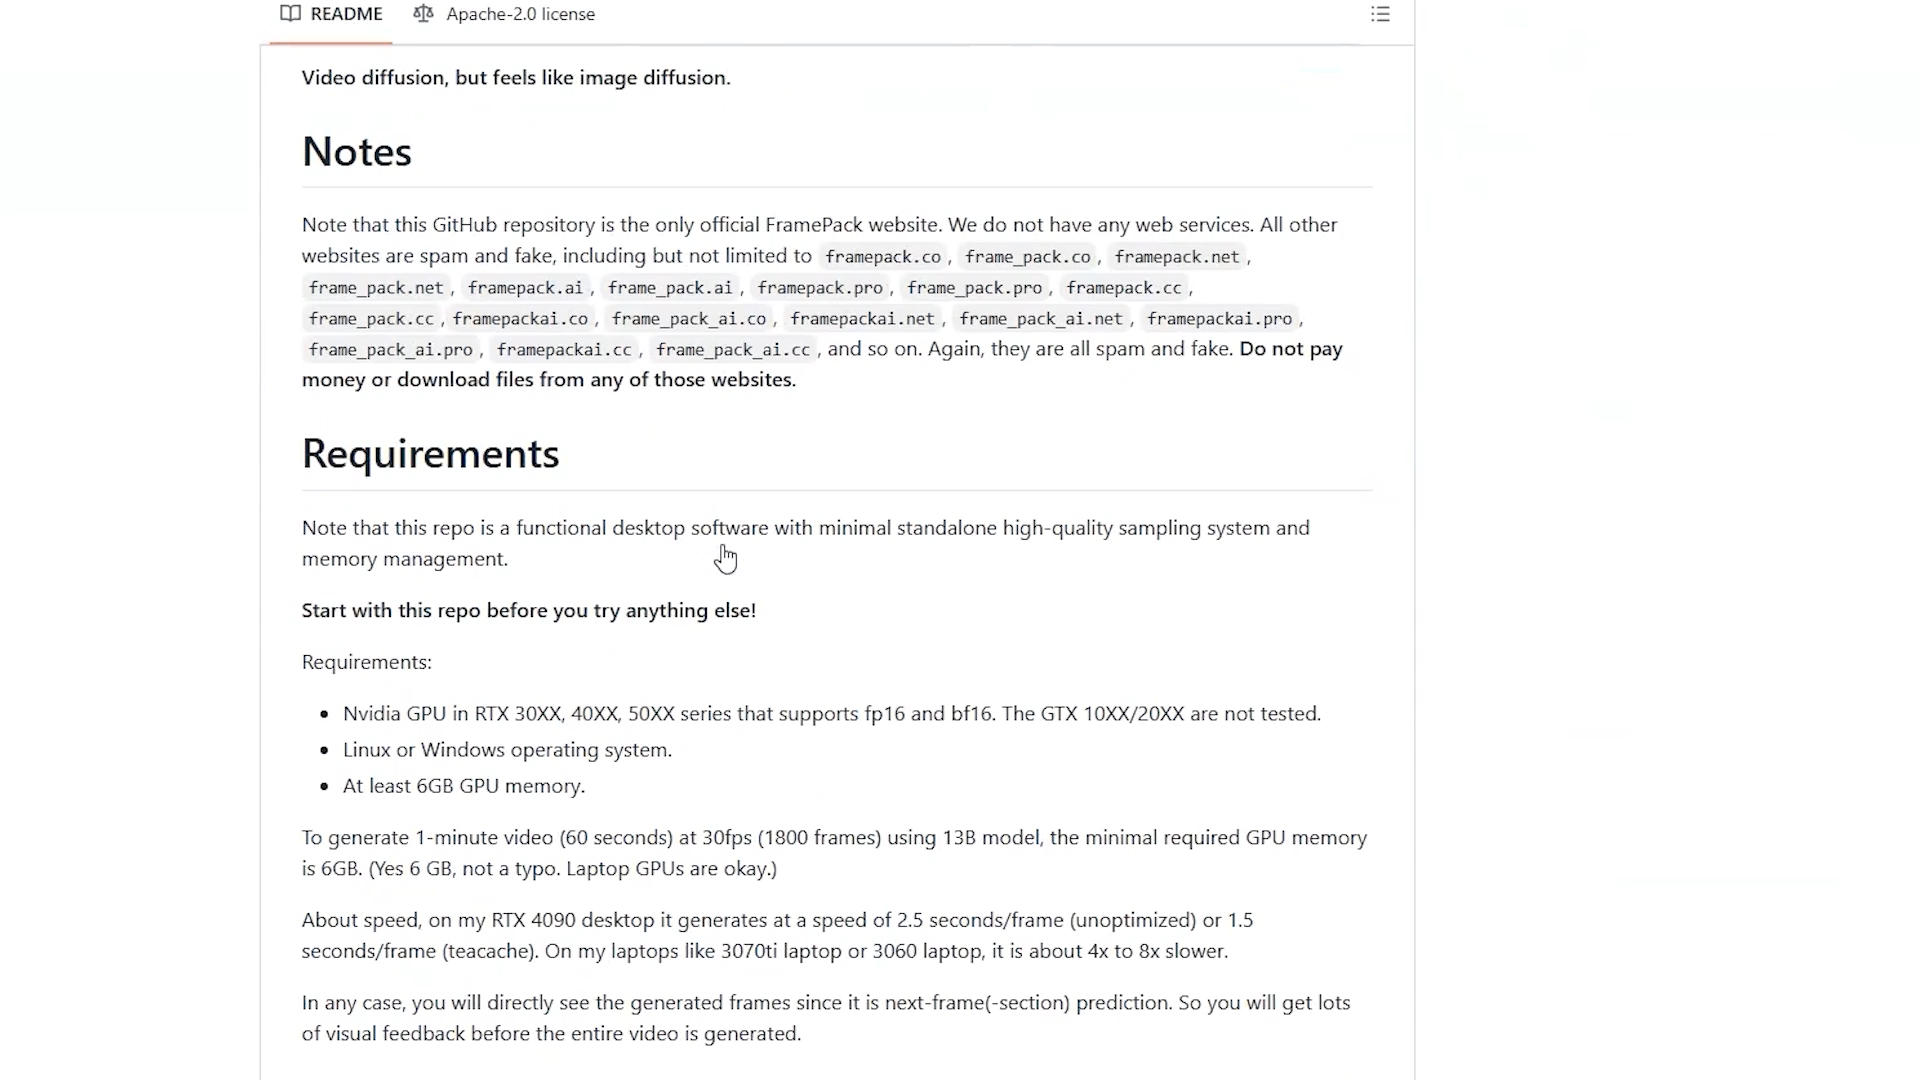 README Apache-2.0 license
Video diffusion, but feels like image diffusion.
Notes
Note that this GitHub repository is the only official FramePack website. We do not have any web services. All other
websites are spam and fake, including but not limited to framepack.co, frame_pack.co, framepack.net,
frame_pack.net, framepack.ai, frame_pack.ai, framepack.pro, frame_pack.pro, framepack.cc,
frame_pack.cc, framepackai.co, frame_pack_ai.co, framepackai.net, frame_pack_ai.net, framepackai.pro,
frame_pack_ai.pro, framepackai.cc, frame_pack_ai.cc, and so on. Again, they are all spam and fake. Do not pay
money or download files from any of those websites.
Requirements
Note that this repo is a functional desktop software with minimal standalone high-quality sampling system and
memory management.
Start with this repo before you try anything else!
Requirements:
• Nvidia GPU in RTX 30XX, 40XX, 50XX series that supports fp16 and bf16. The GTX 10XX/20XX are not tested.
• Linux or Windows operating system.
• At least 6GB GPU memory.
To generate 1-minute video (60 seconds) at 30fps (1800 frames) using 13B model, the minimal required GPU memory
is 6GB. (Yes 6 GB, not a typo. Laptop GPUs are okay.)
About speed, on my RTX 4090 desktop it generates at a speed of 2.5 seconds/frame (unoptimized) or 1.5
seconds/frame (teacache). On my laptops like 3070ti laptop or 3060 laptop, it is about 4x to 8x slower.
In any case, you will directly see the generated frames since it is next-frame(-section) prediction. So you will get lots
of visual feedback before the entire video is generated.